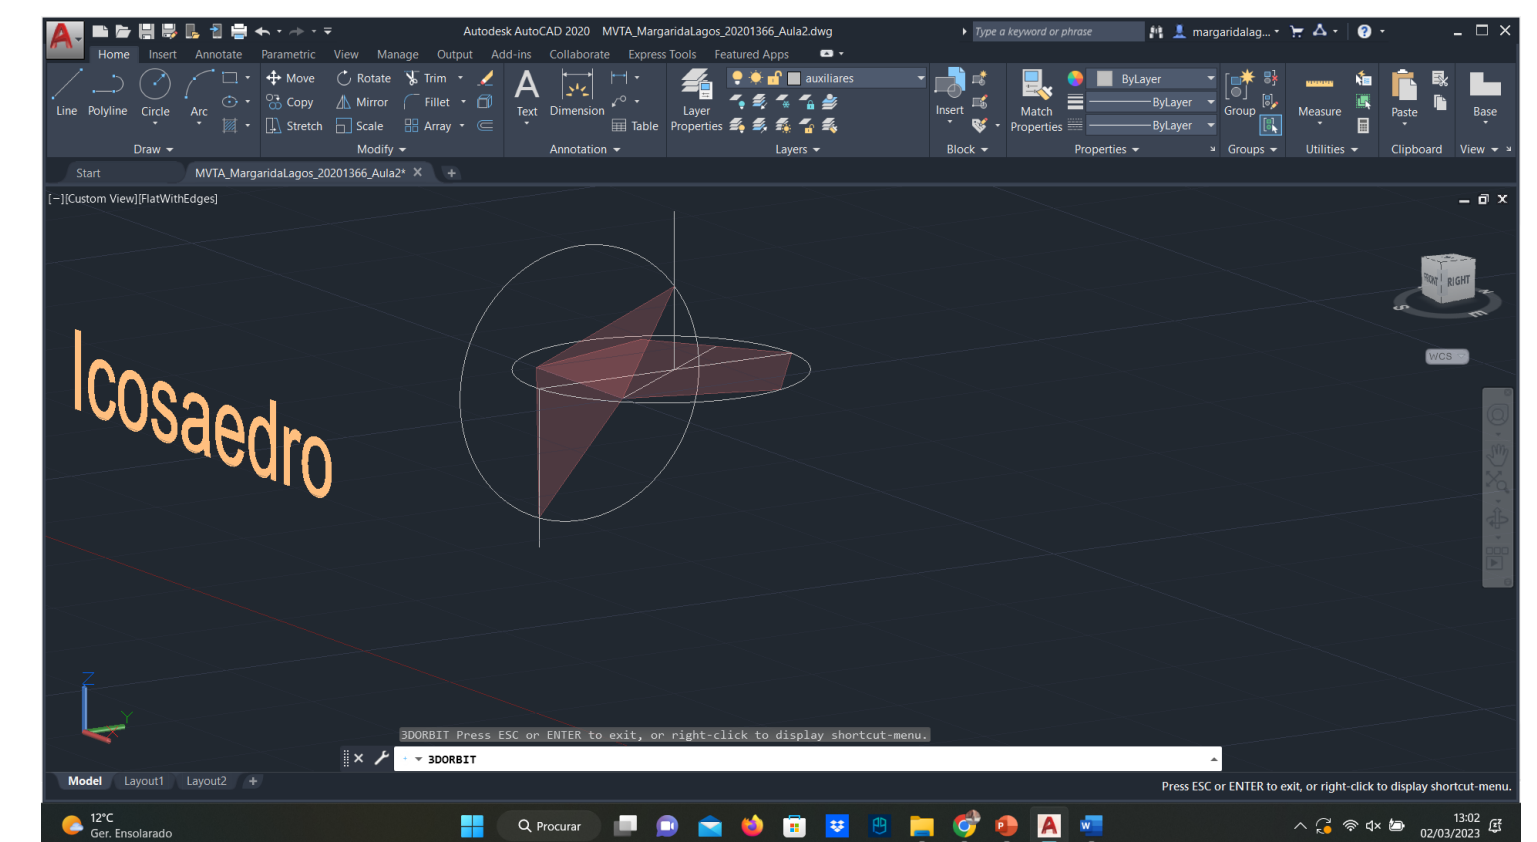 Autodesk AutoCAD 2020 MVTA_MargaridaLagos_20201366_Aula2.dwg
Type a keyword or phrase
margaridalag...
Home Insert Annotate Parametric View Manage Output Add-ins Collaborate Express Tools Featured Apps
Move Rotate Trim auxiliares ByLayer
Line Polyline Circle Arc Copy Mirror Fillet Text Dimension Layer Properties Insert Match Properties ByLayer Group Measure Paste Base
Stretch Scale Array Table ByLayer
Draw Modify Annotation Layers Block Properties Groups Utilities Clipboard View
Start MVTA_MargaridaLagos_20201366_Aula2* +
[−][Custom View][FlatWithEdges]
FRONT RIGHT
S E
WCS
Icosaedro
Z
Y
X
3DORBIT Press ESC or ENTER to exit, or right-click to display shortcut-menu.
3DORBIT
Model Layout1 Layout2 +
Press ESC or ENTER to exit, or right-click to display shortcut-menu.
12°C
Ger. Ensolarado
Procurar
13:02
02/03/2023